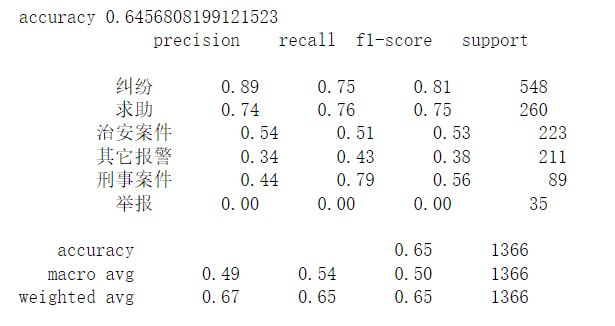 accuracy 0.6456808199121523
precision recall f1-score support
纠纷 0.89 0.75 0.81 548
求助 0.74 0.76 0.75 260
治安案件 0.54 0.51 0.53 223
其它报警 0.34 0.43 0.38 211
刑事案件 0.44 0.79 0.56 89
举报 0.00 0.00 0.00 35
accuracy 0.65 1366
macro avg 0.49 0.54 0.50 1366
weighted avg 0.67 0.65 0.65 1366